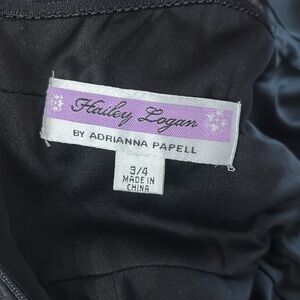 Hailey Logan
BY ADRIANNA PAPELL
3/4
MADE IN
CHINA